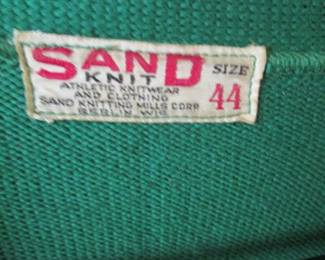 SAND
KNIT
SIZE
44
ATHLETIC KNITWEAR
AND CLOTHING
SAND KNITTING MILLS CORP
BERLIN, WIS.